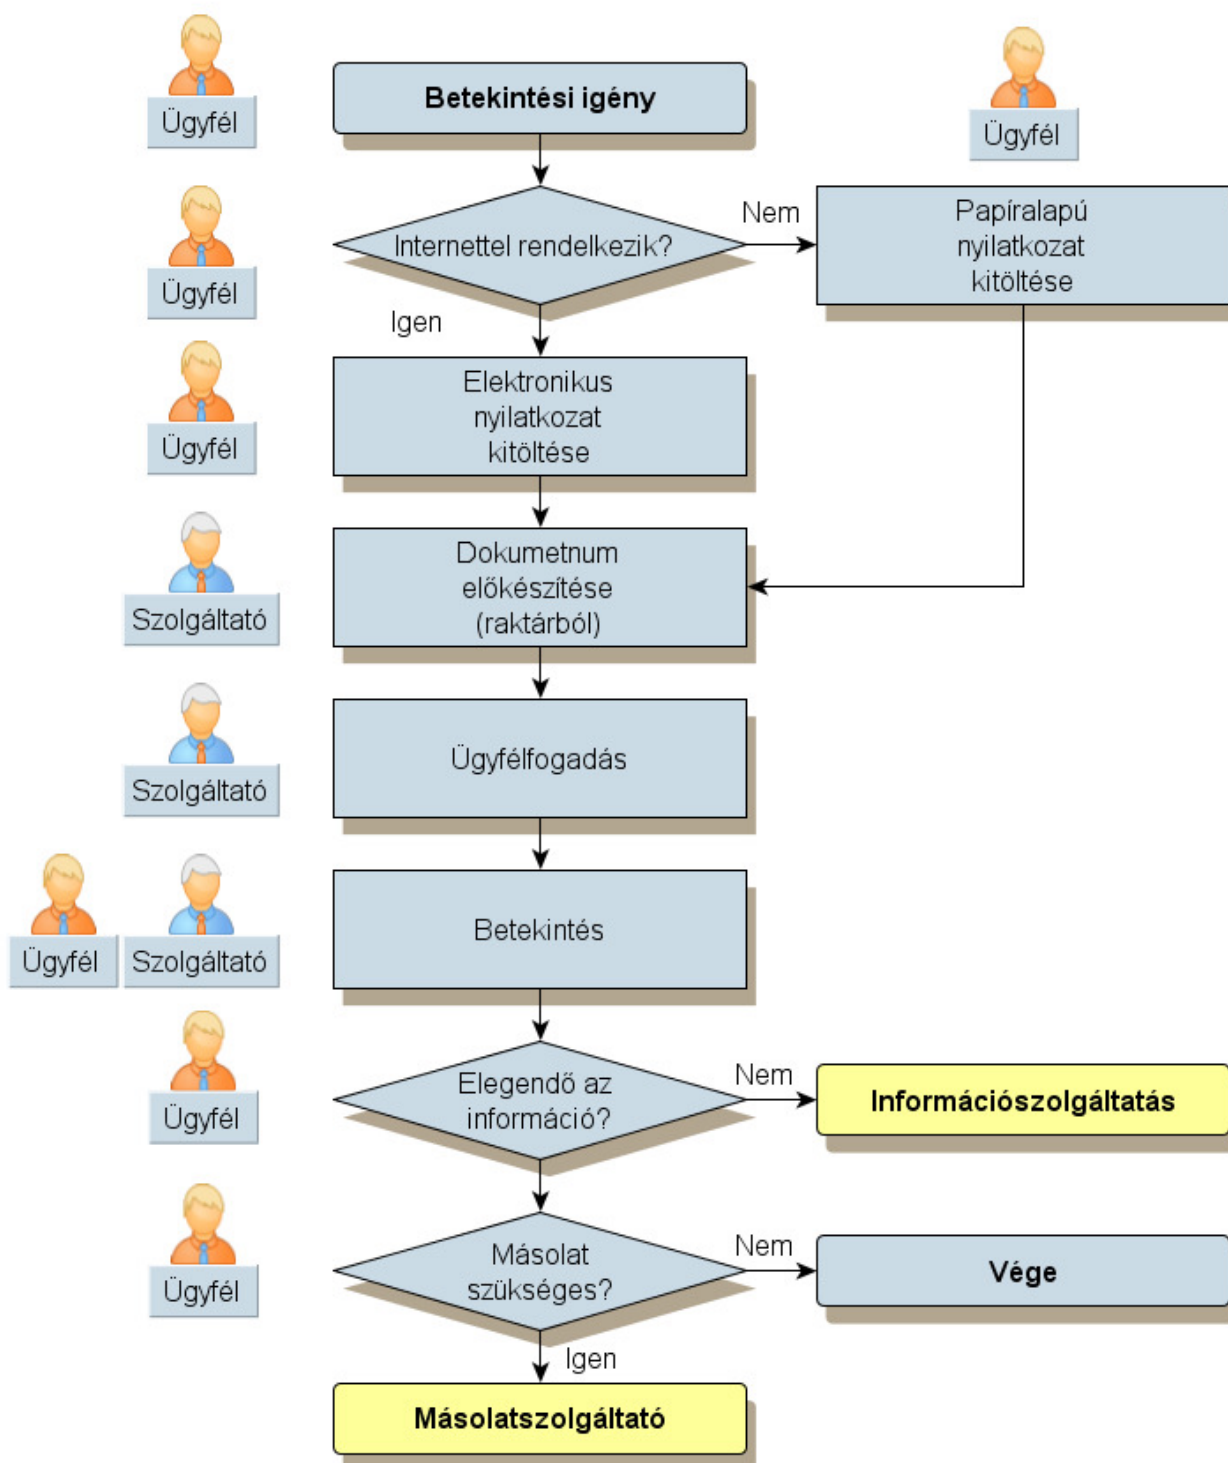 Ügyfél
Betekintési igény
Ügyfél
Ügyfél
Internettel rendelkezik?
Nem
Papíralapú
nyilatkozat
kitöltése
Igen
Ügyfél
Elektronikus
nyilatkozat
kitöltése
Szolgáltató
Dokumetnum
előkészítése
(raktárból)
Szolgáltató
Ügyfélfogadás
Ügyfél
Szolgáltató
Betekintés
Ügyfél
Elegendő az
információ?
Nem
Információszolgáltatás
Ügyfél
Másolat
szükséges?
Nem
Vége
Igen
Másolatszolgáltató